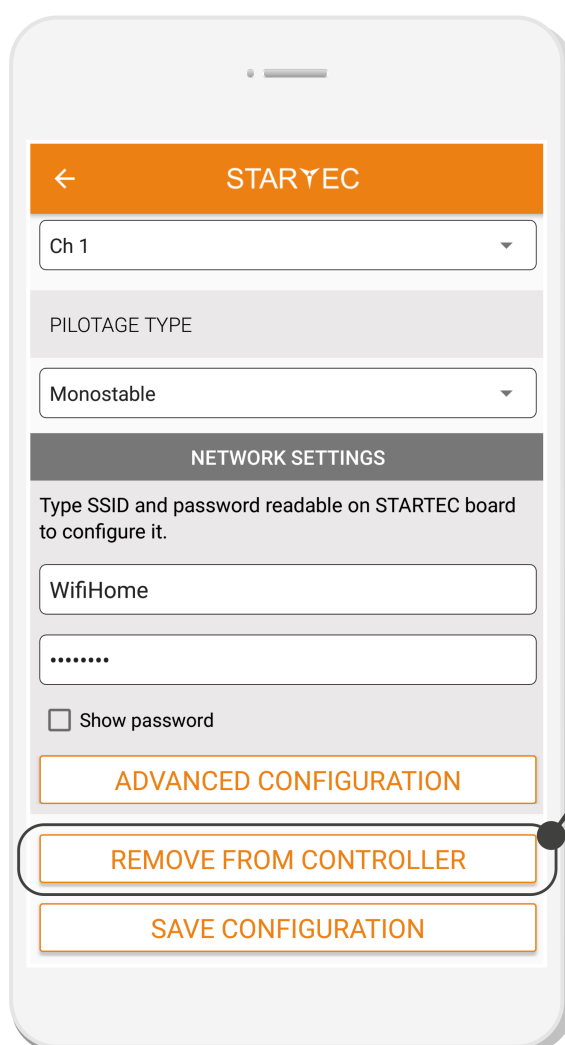 STARTEC
Ch 1
PILOTAGE TYPE
Monostable
NETWORK SETTINGS
Type SSID and password readable on STARTEC board
to configure it.
WifiHome
••••••••
Show password
ADVANCED CONFIGURATION
REMOVE FROM CONTROLLER
SAVE CONFIGURATION